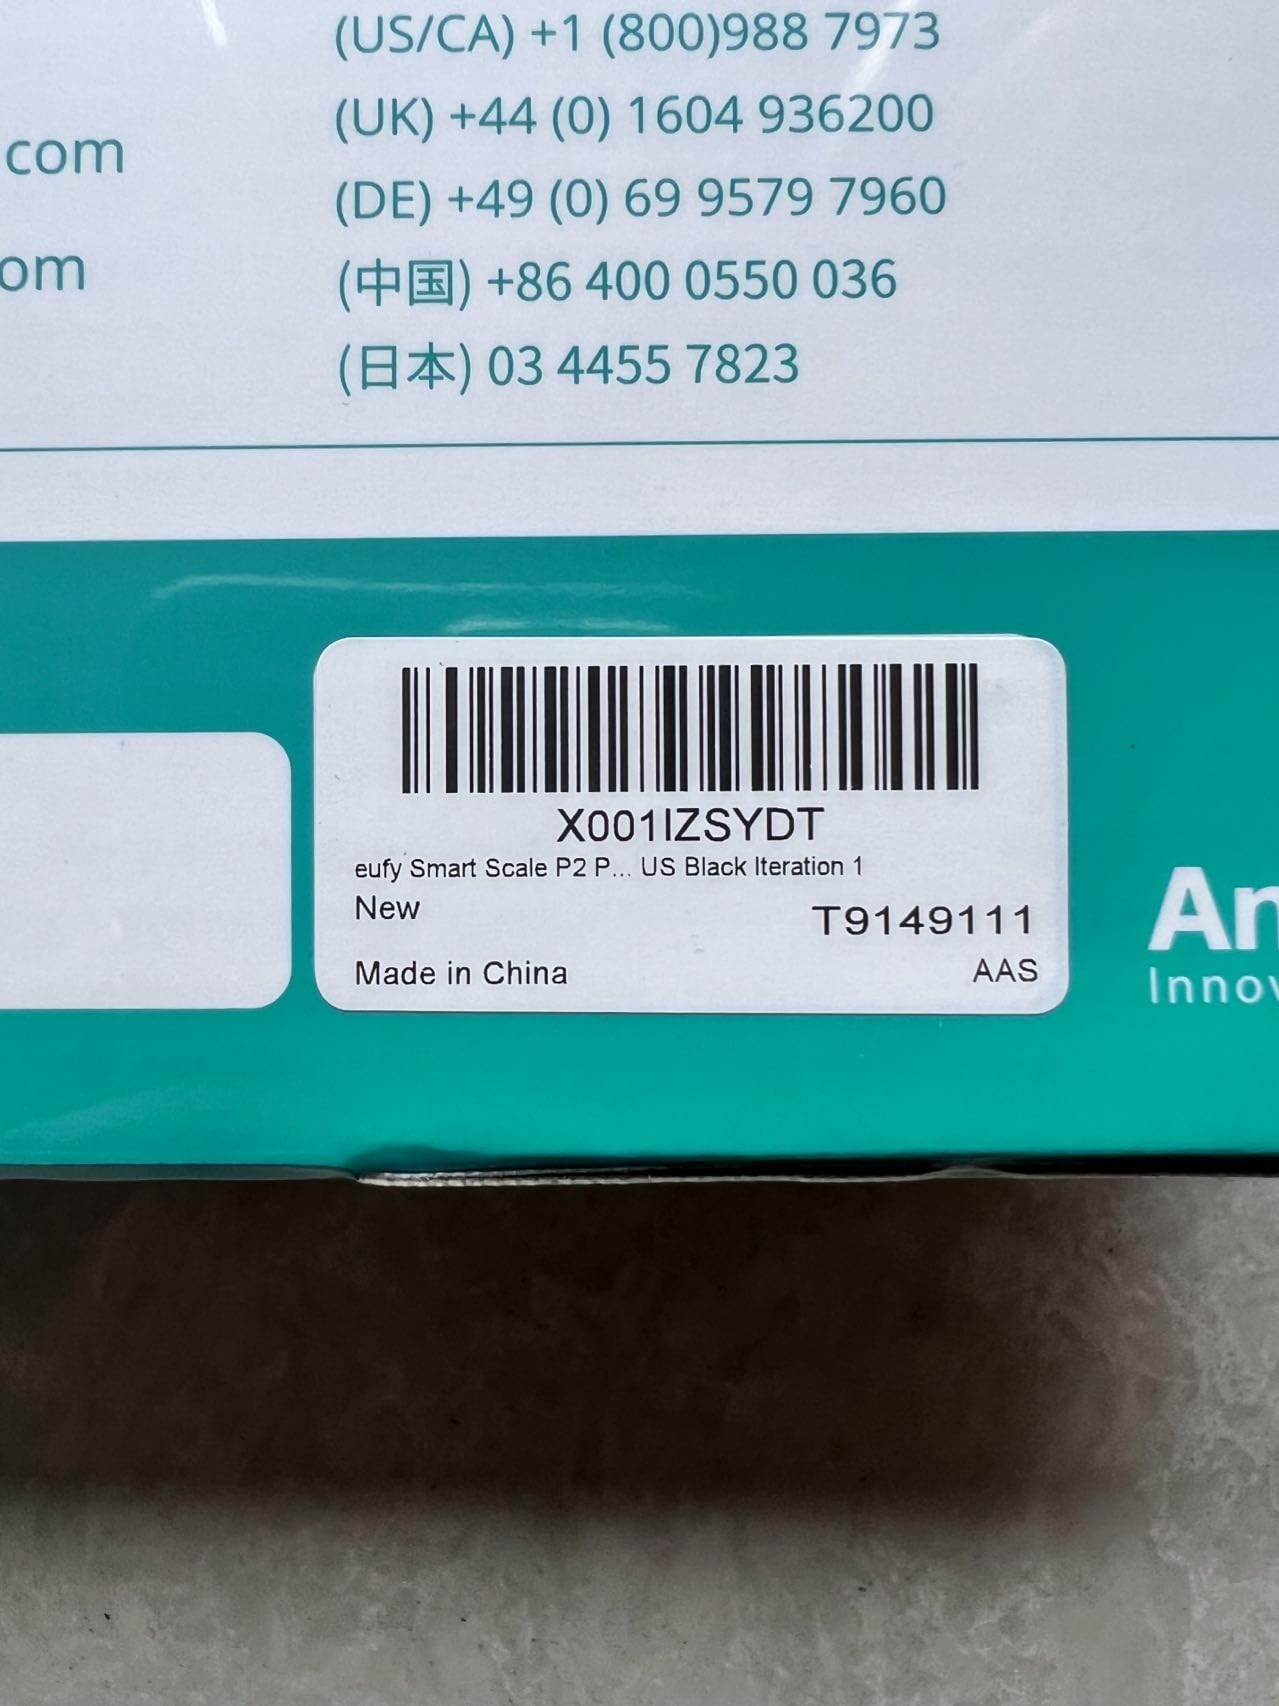 (US/CA) +1 (800)988 7973
(UK) +44 (0) 1604 936200
.com
(DE) +49 (0) 69 9579 7960
om
(中国) +86 400 0550 036
(日本) 03 4455 7823
X001IZSYDT
eufy Smart Scale P2 P... US Black Iteration 1
New
T9149111
Made in China
AAS
An
Innov